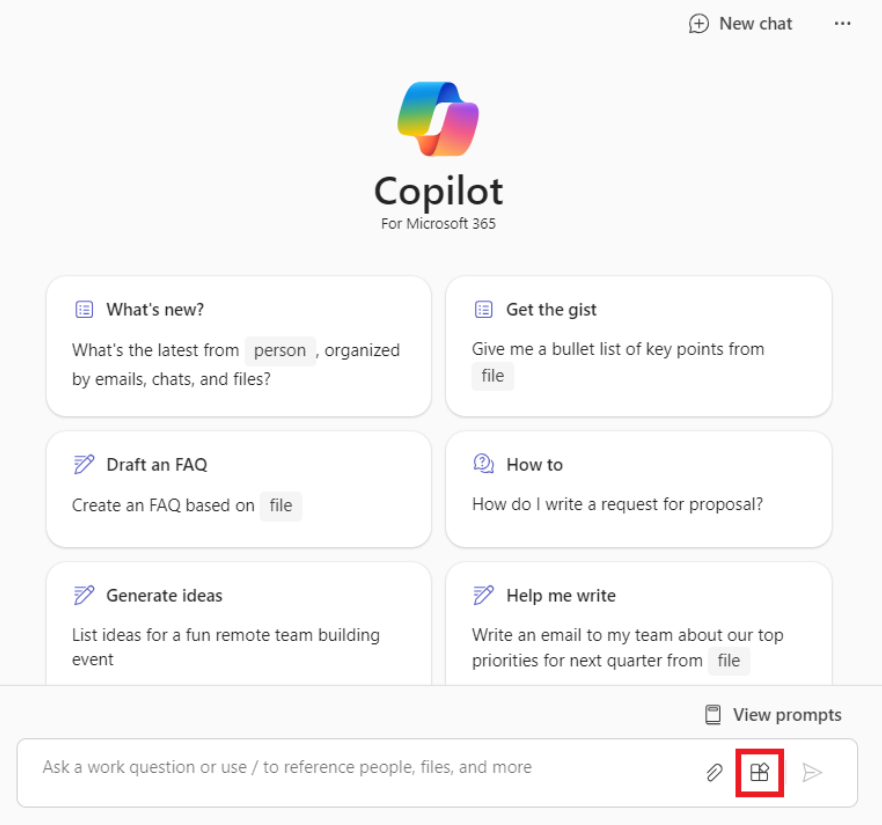 New chat
Copilot
For Microsoft 365
What's new?
What's the latest from person , organized
by emails, chats, and files?
Get the gist
Give me a bullet list of key points from
file
Draft an FAQ
Create an FAQ based on file
How to
How do I write a request for proposal?
Generate ideas
List ideas for a fun remote team building
event
Help me write
Write an email to my team about our top
priorities for next quarter from file
View prompts
Ask a work question or use / to reference people, files, and more